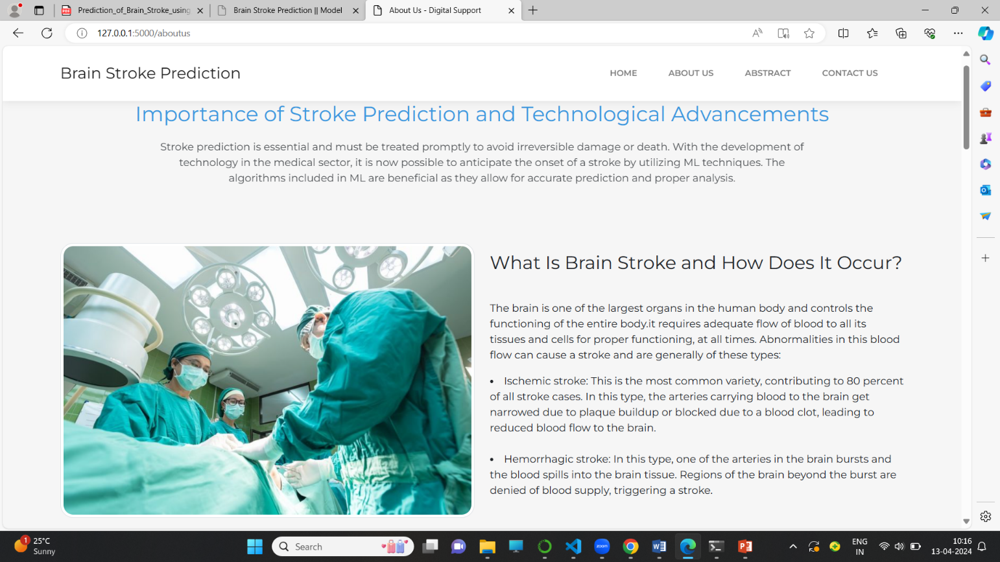 Prediction_of_Brain_Stroke_using
Brain Stroke Prediction || Model
About Us - Digital Support
127.0.0.1:5000/aboutus
Brain Stroke Prediction
HOME
ABOUT US
ABSTRACT
CONTACT US
Importance of Stroke Prediction and Technological Advancements
Stroke prediction is essential and must be treated promptly to avoid irreversible damage or death. With the development of
technology in the medical sector, it is now possible to anticipate the onset of a stroke by utilizing ML techniques. The
algorithms included in ML are beneficial as they allow for accurate prediction and proper analysis.
What Is Brain Stroke and How Does It Occur?
The brain is one of the largest organs in the human body and controls the
functioning of the entire body.it requires adequate flow of blood to all its
tissues and cells for proper functioning, at all times. Abnormalities in this blood
flow can cause a stroke and are generally of these types:
• Ischemic stroke: This is the most common variety, contributing to 80 percent
of all stroke cases. In this type, the arteries carrying blood to the brain get
narrowed due to plaque buildup or blocked due to a blood clot, leading to
reduced blood flow to the brain.
• Hemorrhagic stroke: In this type, one of the arteries in the brain bursts and
the blood spills into the brain tissue. Regions of the brain beyond the burst are
denied of blood supply, triggering a stroke.
1
25°C
Sunny
Search
zoom
ENG
IN
10:16
13-04-2024